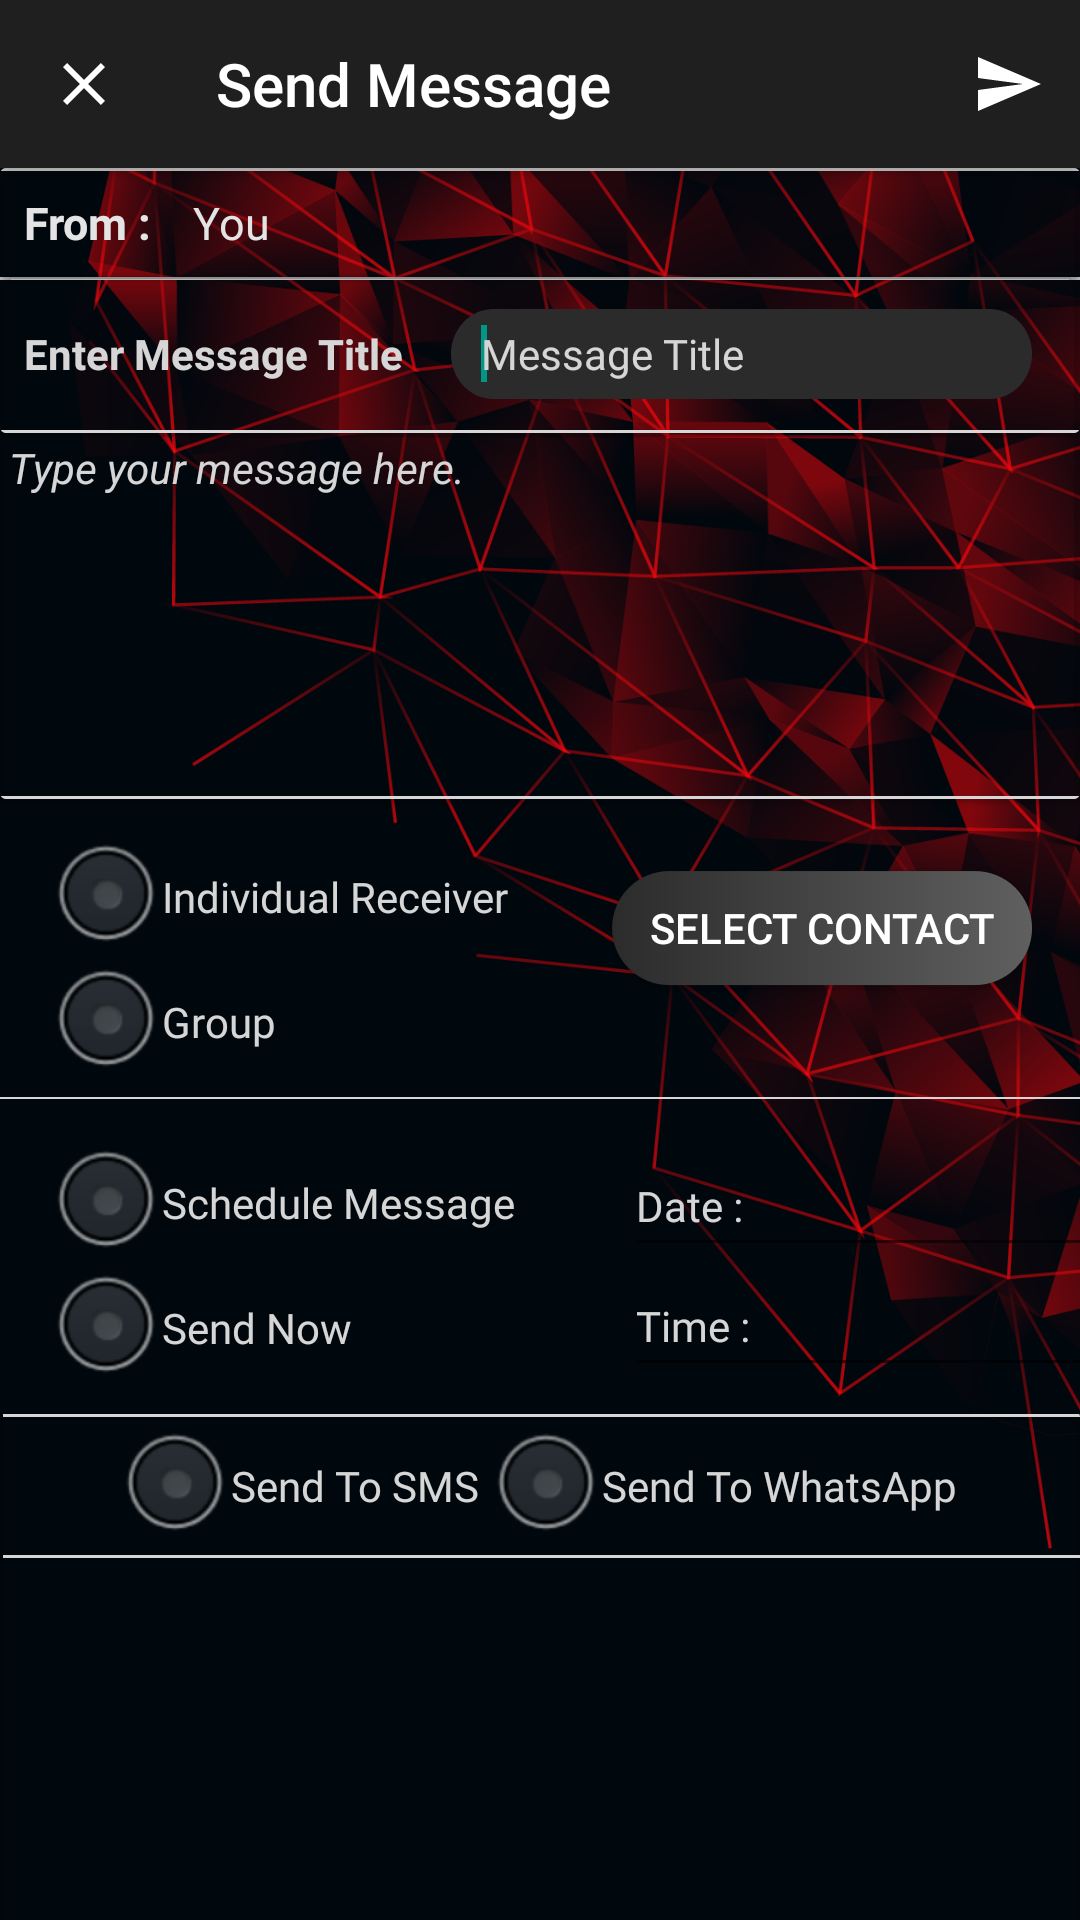 Send Message
From : You
Enter Message Title Message Title
Type your message here.
Individual Receiver
SELECT CONTACT
Group
Schedule Message Date :
Send Now Time :
Send To SMS Send To WhatsApp